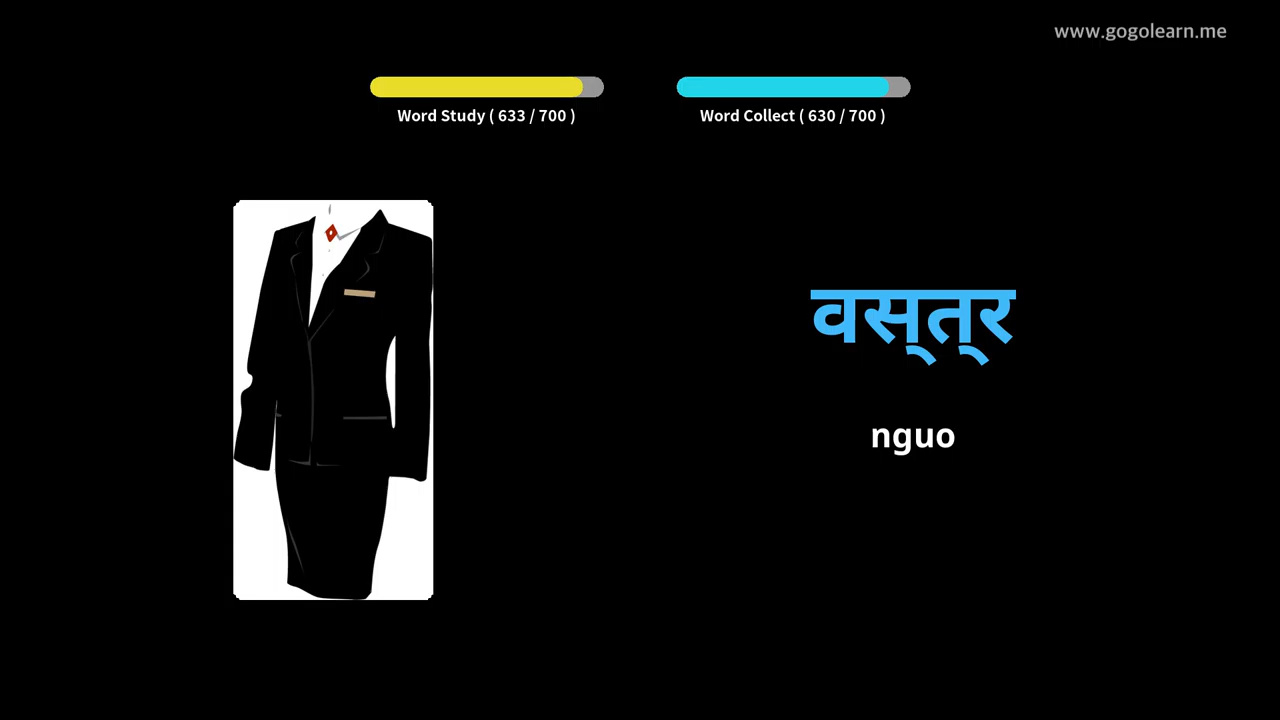 www.gogolearn.me
Word Study ( 633 / 700 )
Word Collect ( 630 / 700 )
वस्त्र
nguo